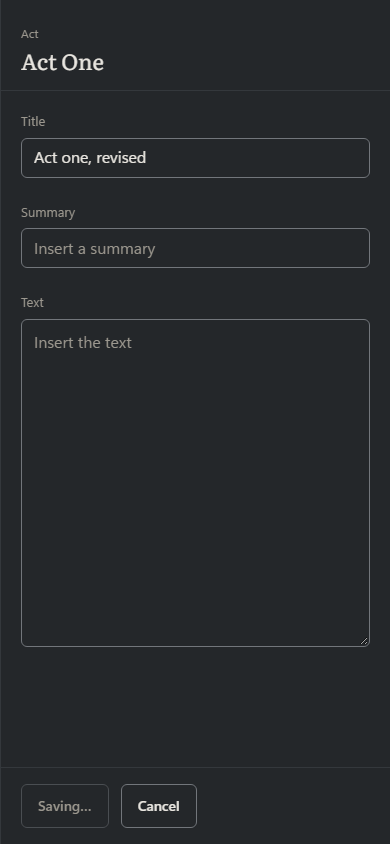 Act
Act One
Title
Act one, revised
Summary
Insert a summary
Text
Insert the text
Saving...
Cancel